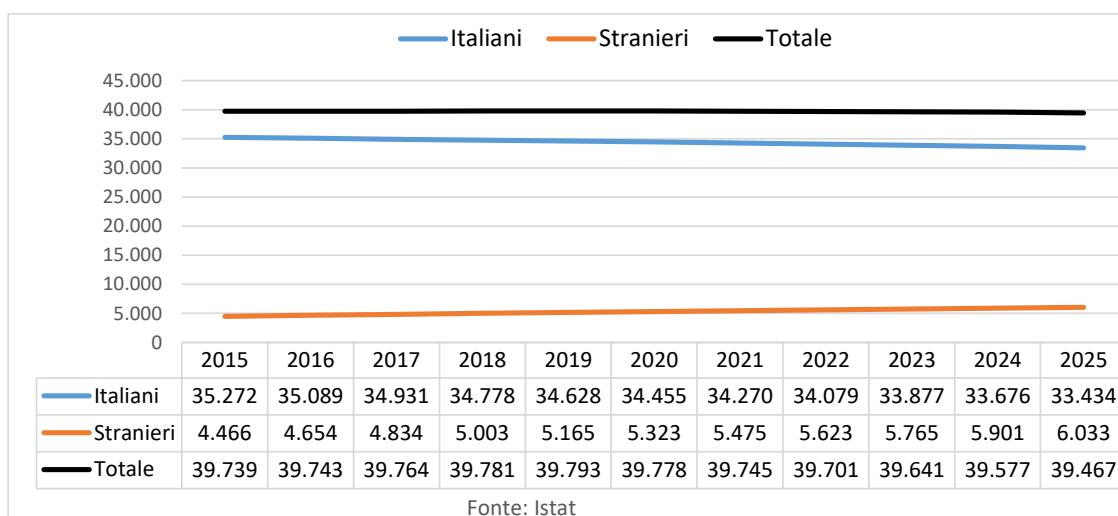 Italiani Stranieri Totale
45.000
40.000
35.000
30.000
25.000
20.000
15.000
10.000
5.000
0
2015 2016 2017 2018 2019 2020 2021 2022 2023 2024 2025
Italiani 35.272 35.089 34.931 34.778 34.628 34.455 34.270 34.079 33.877 33.676 33.434
Stranieri 4.466 4.654 4.834 5.003 5.165 5.323 5.475 5.623 5.765 5.901 6.033
Totale 39.739 39.743 39.764 39.781 39.793 39.778 39.745 39.701 39.641 39.577 39.467
Fonte: Istat